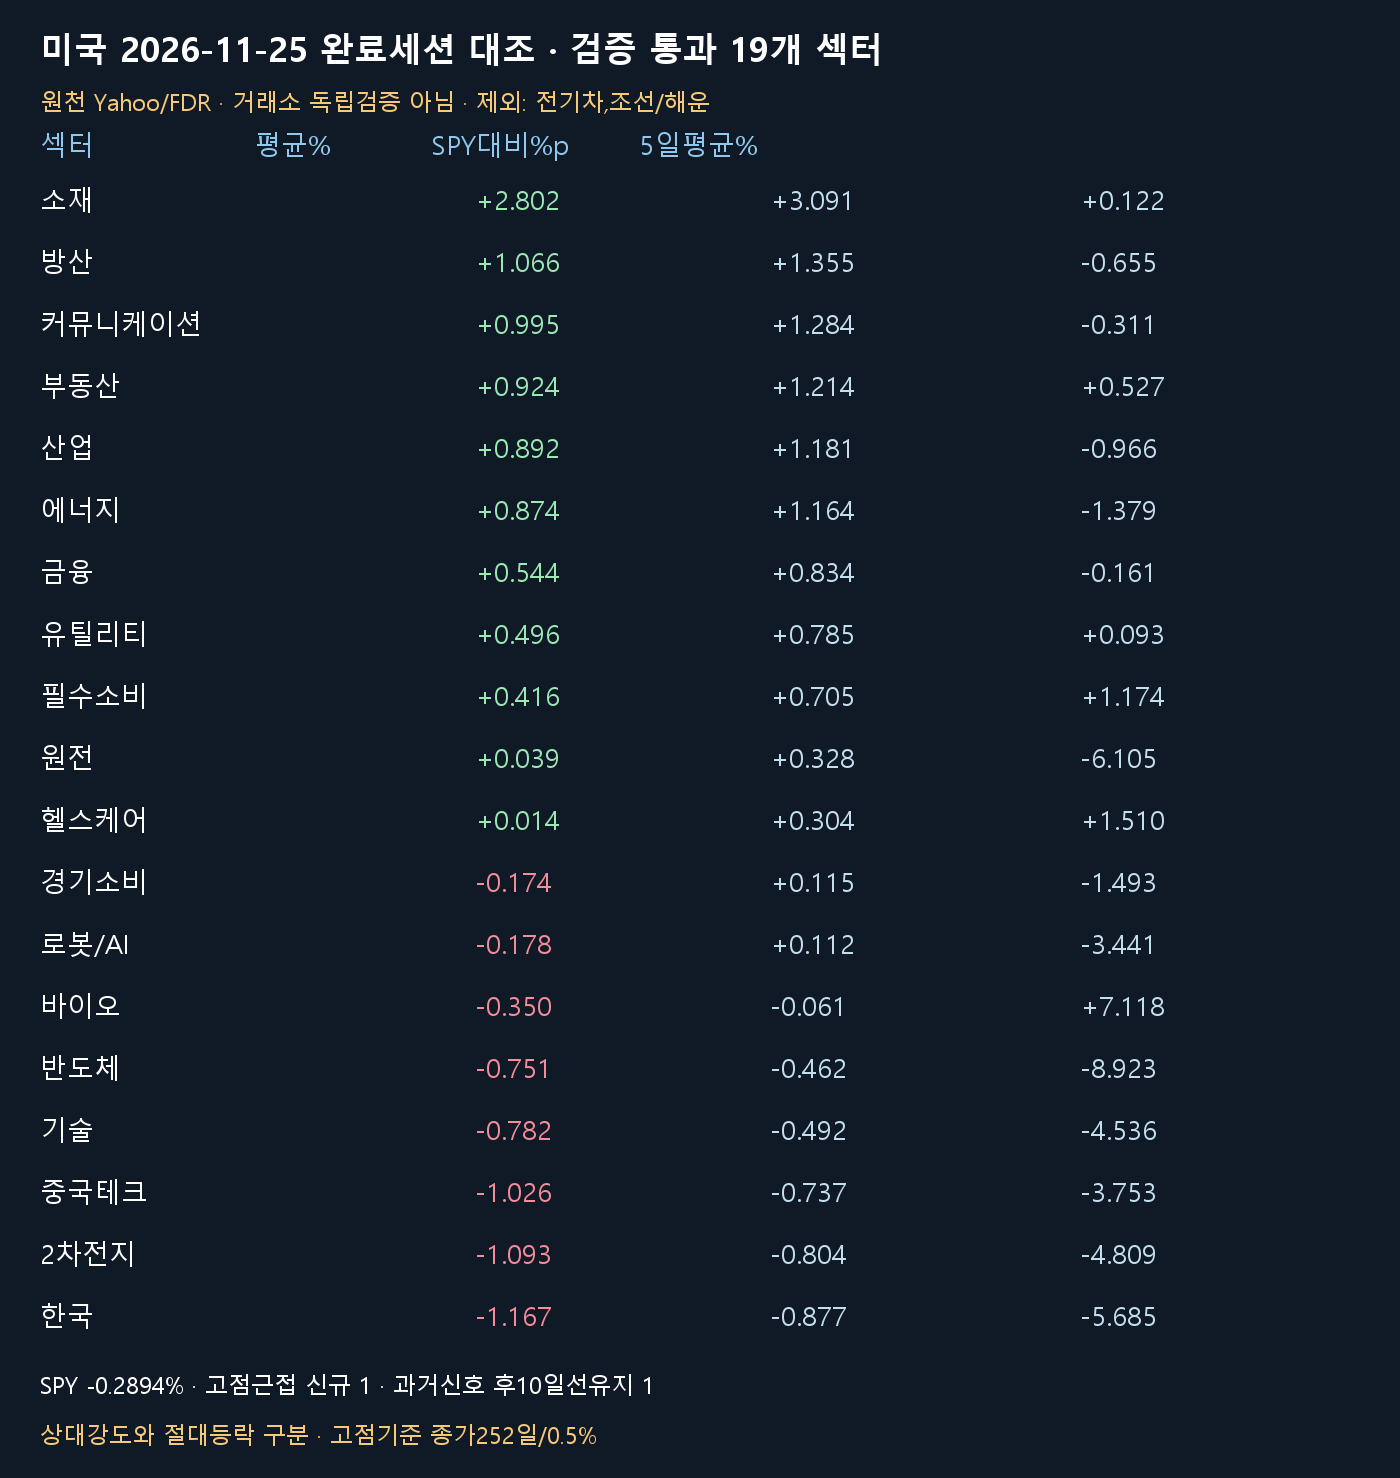 미국 2026-11-25 완료세션 대조 · 검증 통과 19개 섹터
원천 Yahoo/FDR · 거래소 독립검증 아님 · 제외: 전기차,조선/해운
섹터 평균% SPY대비%p 5일평균%
소재 +2.802 +3.091 +0.122
방산 +1.066 +1.355 -0.655
커뮤니케이션 +0.995 +1.284 -0.311
부동산 +0.924 +1.214 +0.527
산업 +0.892 +1.181 -0.966
에너지 +0.874 +1.164 -1.379
금융 +0.544 +0.834 -0.161
유틸리티 +0.496 +0.785 +0.093
필수소비 +0.416 +0.705 +1.174
원전 +0.039 +0.328 -6.105
헬스케어 +0.014 +0.304 +1.510
경기소비 -0.174 +0.115 -1.493
로봇/AI -0.178 +0.112 -3.441
바이오 -0.350 -0.061 +7.118
반도체 -0.751 -0.462 -8.923
기술 -0.782 -0.492 -4.536
중국테크 -1.026 -0.737 -3.753
2차전지 -1.093 -0.804 -4.809
한국 -1.167 -0.877 -5.685
SPY -0.2894% · 고점근접 신규 1 · 과거신호 후10일선유지 1
상대강도와 절대등락 구분 · 고점기준 종가252일/0.5%